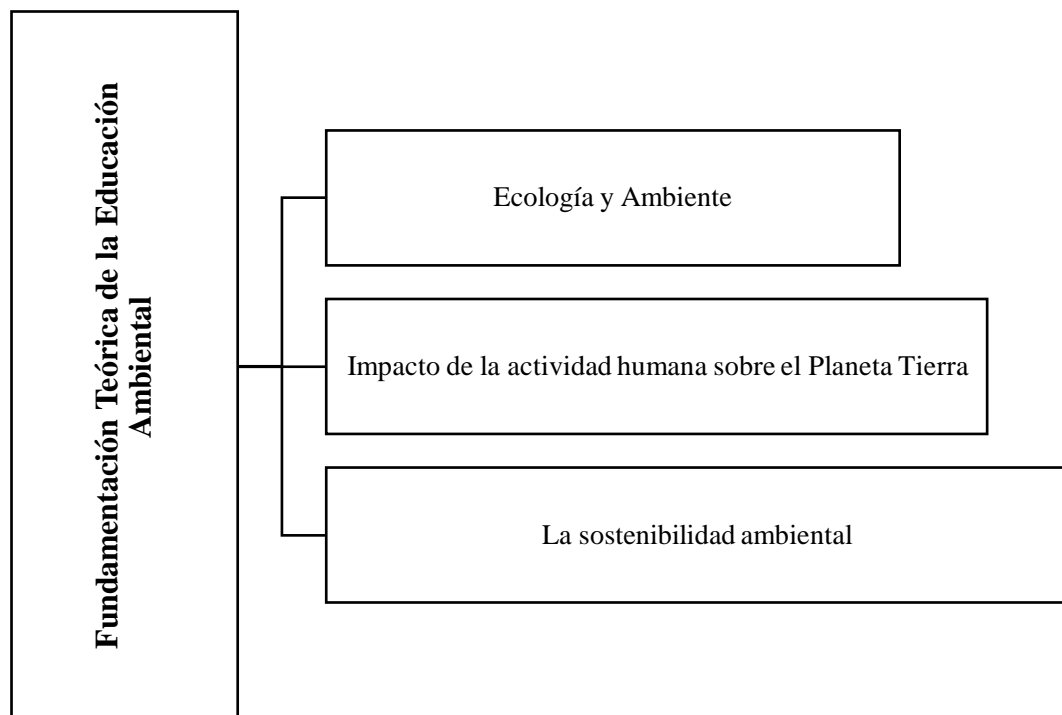 Fundamentación Teórica de la Educación
Ambiental
Ecología y Ambiente
Impacto de la actividad humana sobre el Planeta Tierra
La sostenibilidad ambiental